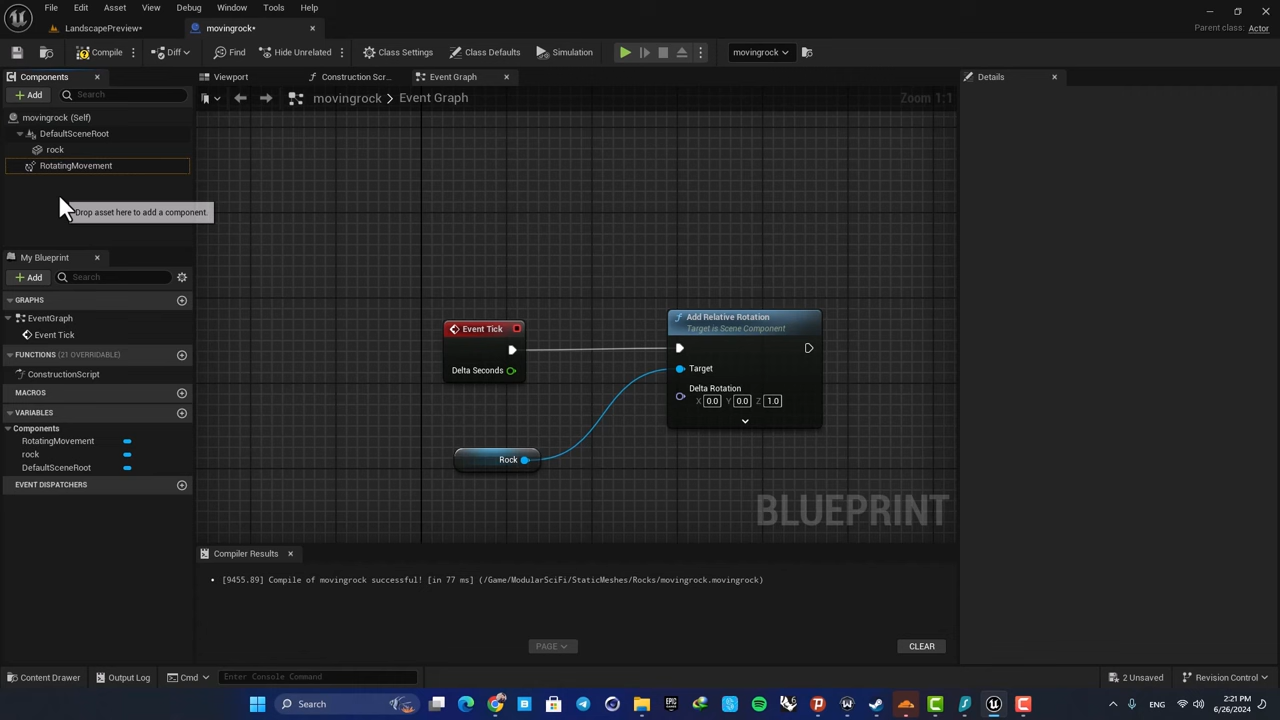 File Edit Asset View Debug Window Tools Help
LandscapePreview*
movingrock*
Parent class: Actor
Compile
Diff
Find
Hide Unrelated
Class Settings
Class Defaults
Simulation
movingrock
Components
Viewport
Construction Scr...
Event Graph
Details
Add
Search
movingrock > Event Graph
Zoom 1:1
movingrock (Self)
DefaultSceneRoot
rock
RotatingMovement
Drop asset here to add a component.
My Blueprint
Add
Search
GRAPHS
EventGraph
Event Tick
FUNCTIONS (21 OVERRIDABLE)
ConstructionScript
MACROS
VARIABLES
Components
RotatingMovement
rock
DefaultSceneRoot
EVENT DISPATCHERS
Event Tick
Delta Seconds
Add Relative Rotation
Target is Scene Component
Target
Delta Rotation
X 0.0 Y 0.0 Z 1.0
Rock
BLUEPRINT
Compiler Results
[9455.89] Compile of movingrock successful! [in 77 ms] (/Game/ModularSciFi/StaticMeshes/Rocks/movingrock.movingrock)
PAGE
CLEAR
Content Drawer
Output Log
Cmd
Enter Console Command
2 Unsaved
Revision Control
Search
ENG
2:21 PM
6/26/2024